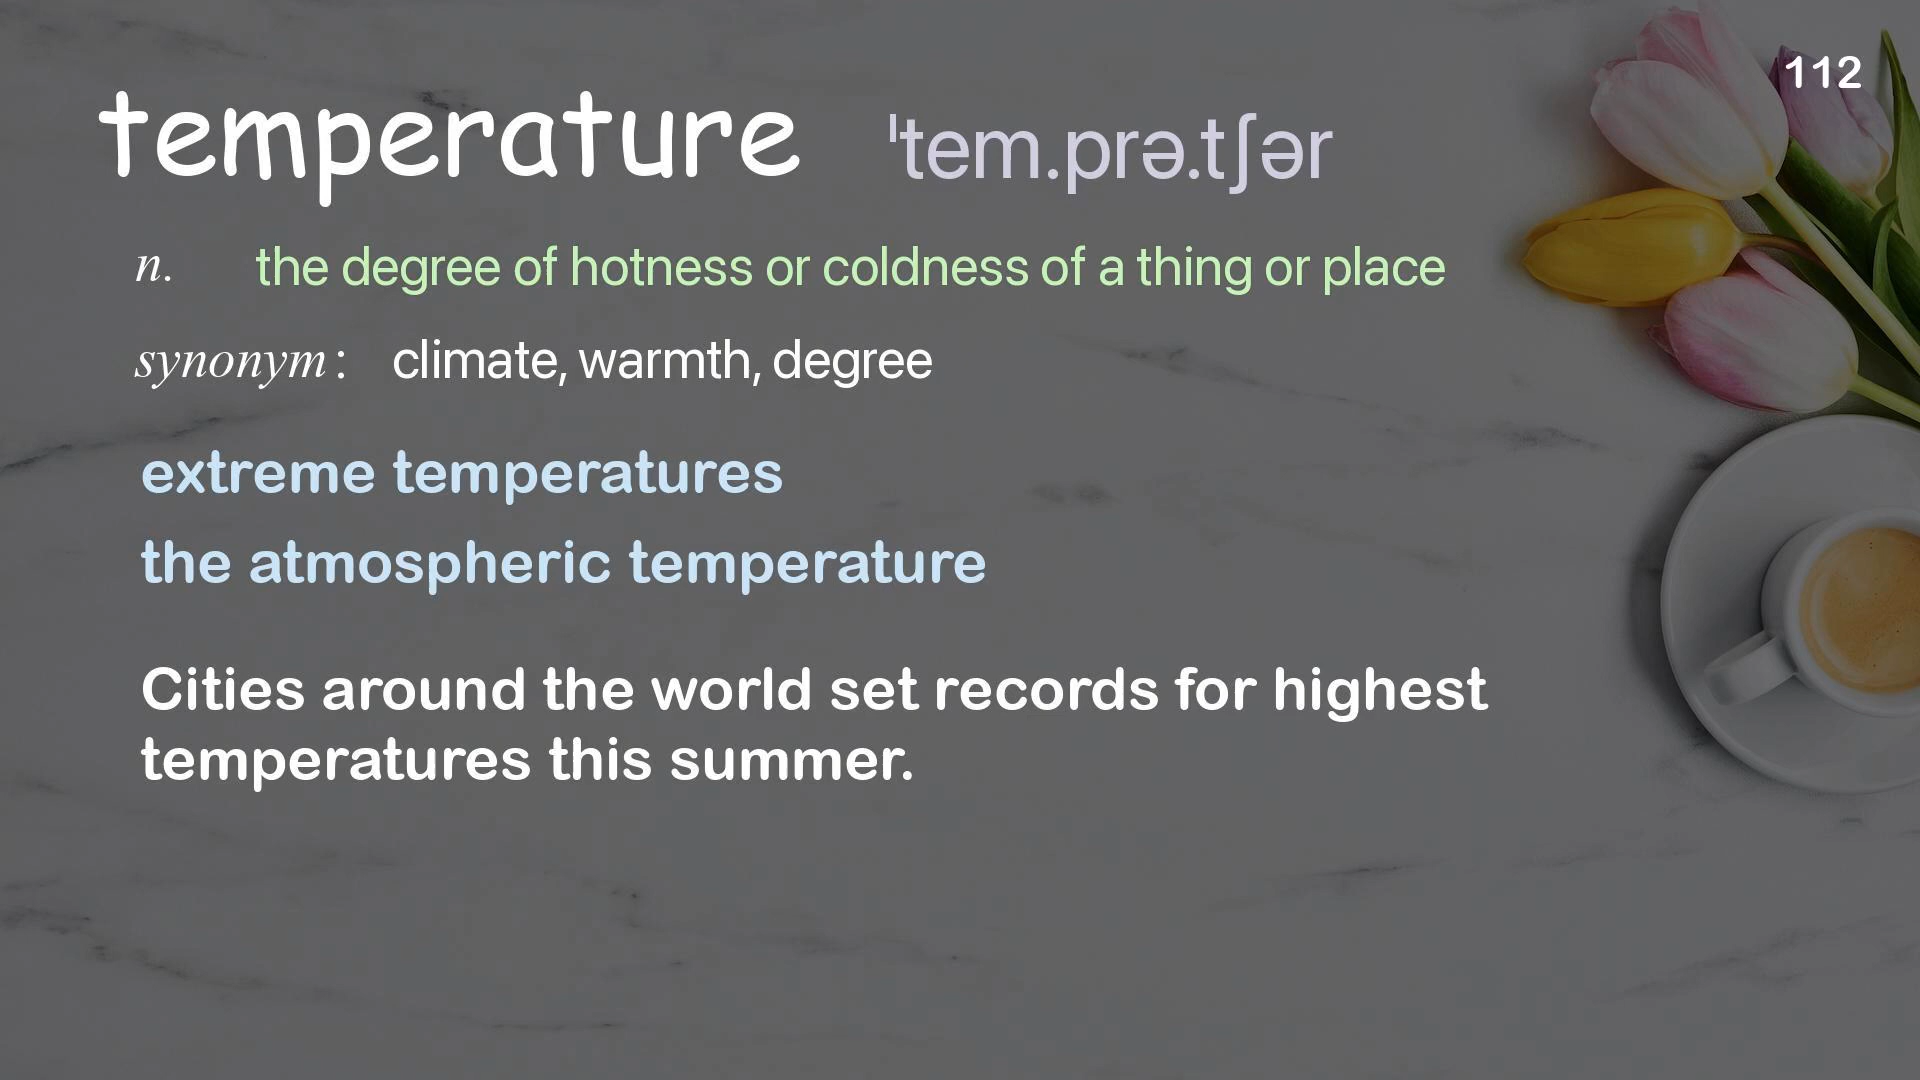 112
temperature ˈtem.prə.tʃər
n. the degree of hotness or coldness of a thing or place
synonym: climate, warmth, degree
extreme temperatures
the atmospheric temperature
Cities around the world set records for highest
temperatures this summer.